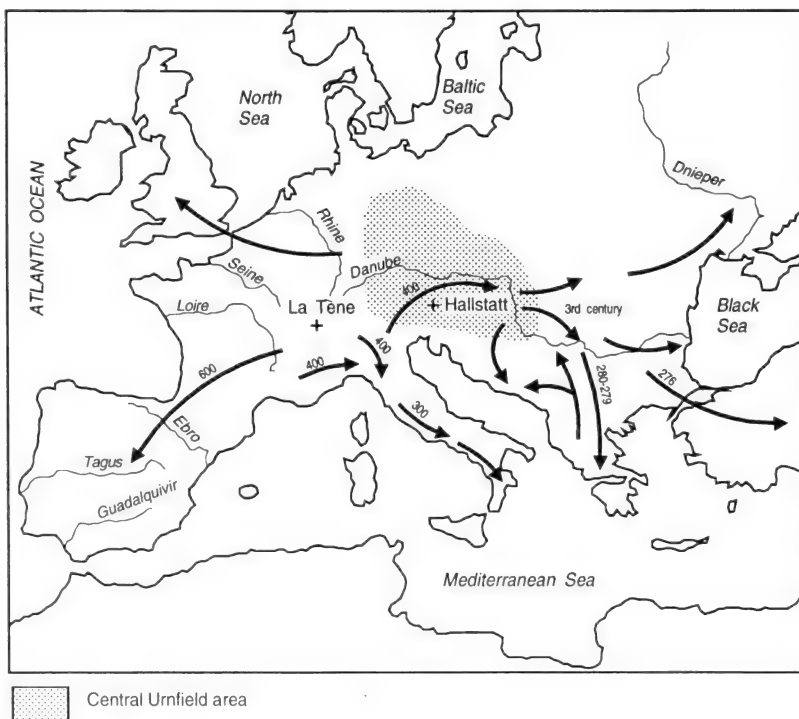 North
Sea
Baltic
Sea
ATLANTIC OCEAN
Dnieper
Rhine
Seine
Danube
Loire
La Tène
400
Hallstatt
3rd century
Black
Sea
600
400
400
280-279
276
300
Ebro
Tagus
Guadalquivir
Mediterranean Sea
Central Urnfield area